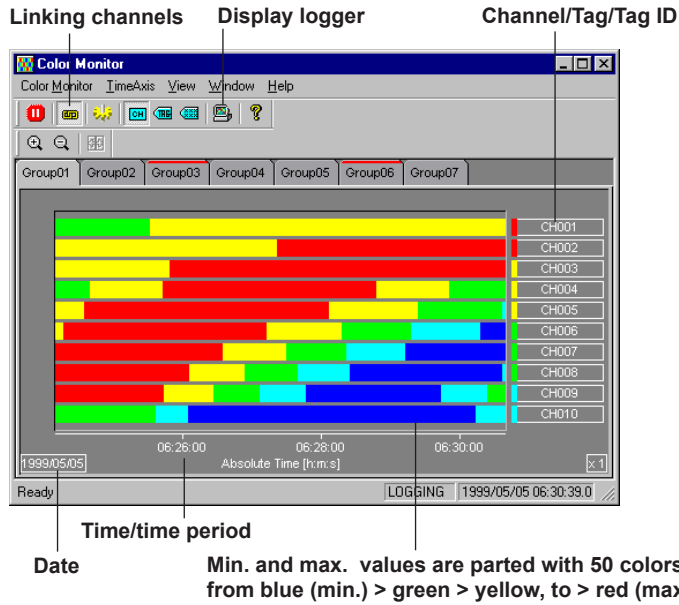 Linking channels Display logger Channel/Tag/Tag ID
Color Monitor
Color Monitor TimeAxis View Window Help
CH TAG
Group01 Group02 Group03 Group04 Group05 Group06 Group07
CH001
CH002
CH003
CH004
CH005
CH006
CH007
CH008
CH009
CH010
06:26:00 06:28:00 06:30:00
1999/05/05 Absolute Time [h:m:s] x 1
Ready LOGGING 1999/05/05 06:30:39.0
Time/time period
Date
Min. and max. values are parted with 50 colors
from blue (min.) > green > yellow, to > red (max